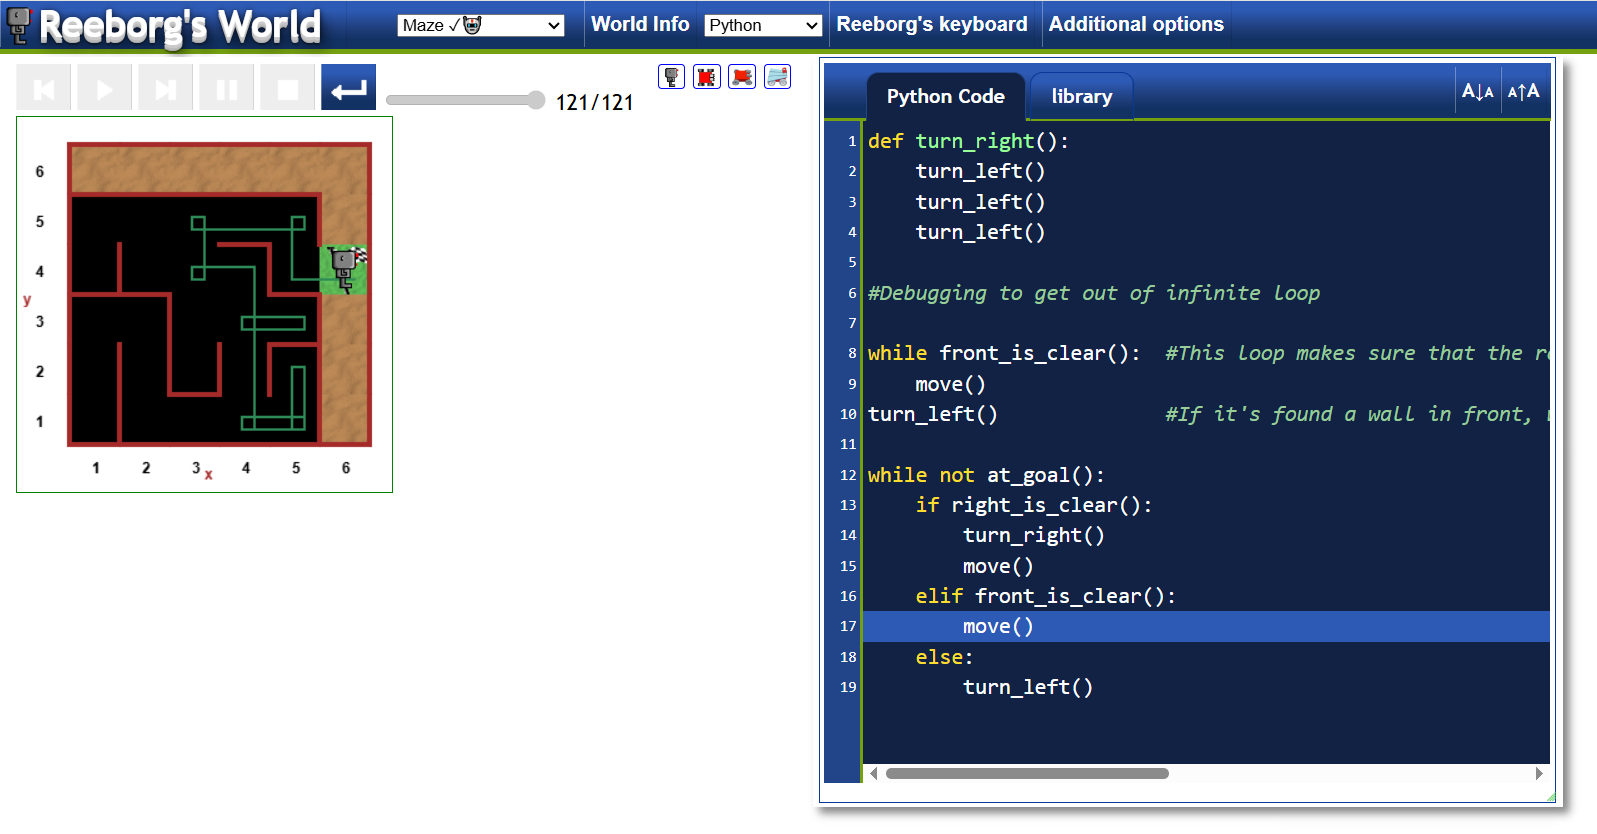 Reeborg's World
Maze ✓🤖
World Info
Python
Reeborg's keyboard
Additional options
121/121
6
5
4
y
3
2
1
1 2 3 x 4 5 6
Python Code
library
A↓A
A↑A
1 def turn_right():
2     turn_left()
3     turn_left()
4     turn_left()
5
6 #Debugging to get out of infinite loop
7
8 while front_is_clear():  #This loop makes sure that the r
9     move()
10 turn_left()              #If it's found a wall in front,
11
12 while not at_goal():
13     if right_is_clear():
14         turn_right()
15         move()
16     elif front_is_clear():
17         move()
18     else:
19         turn_left()